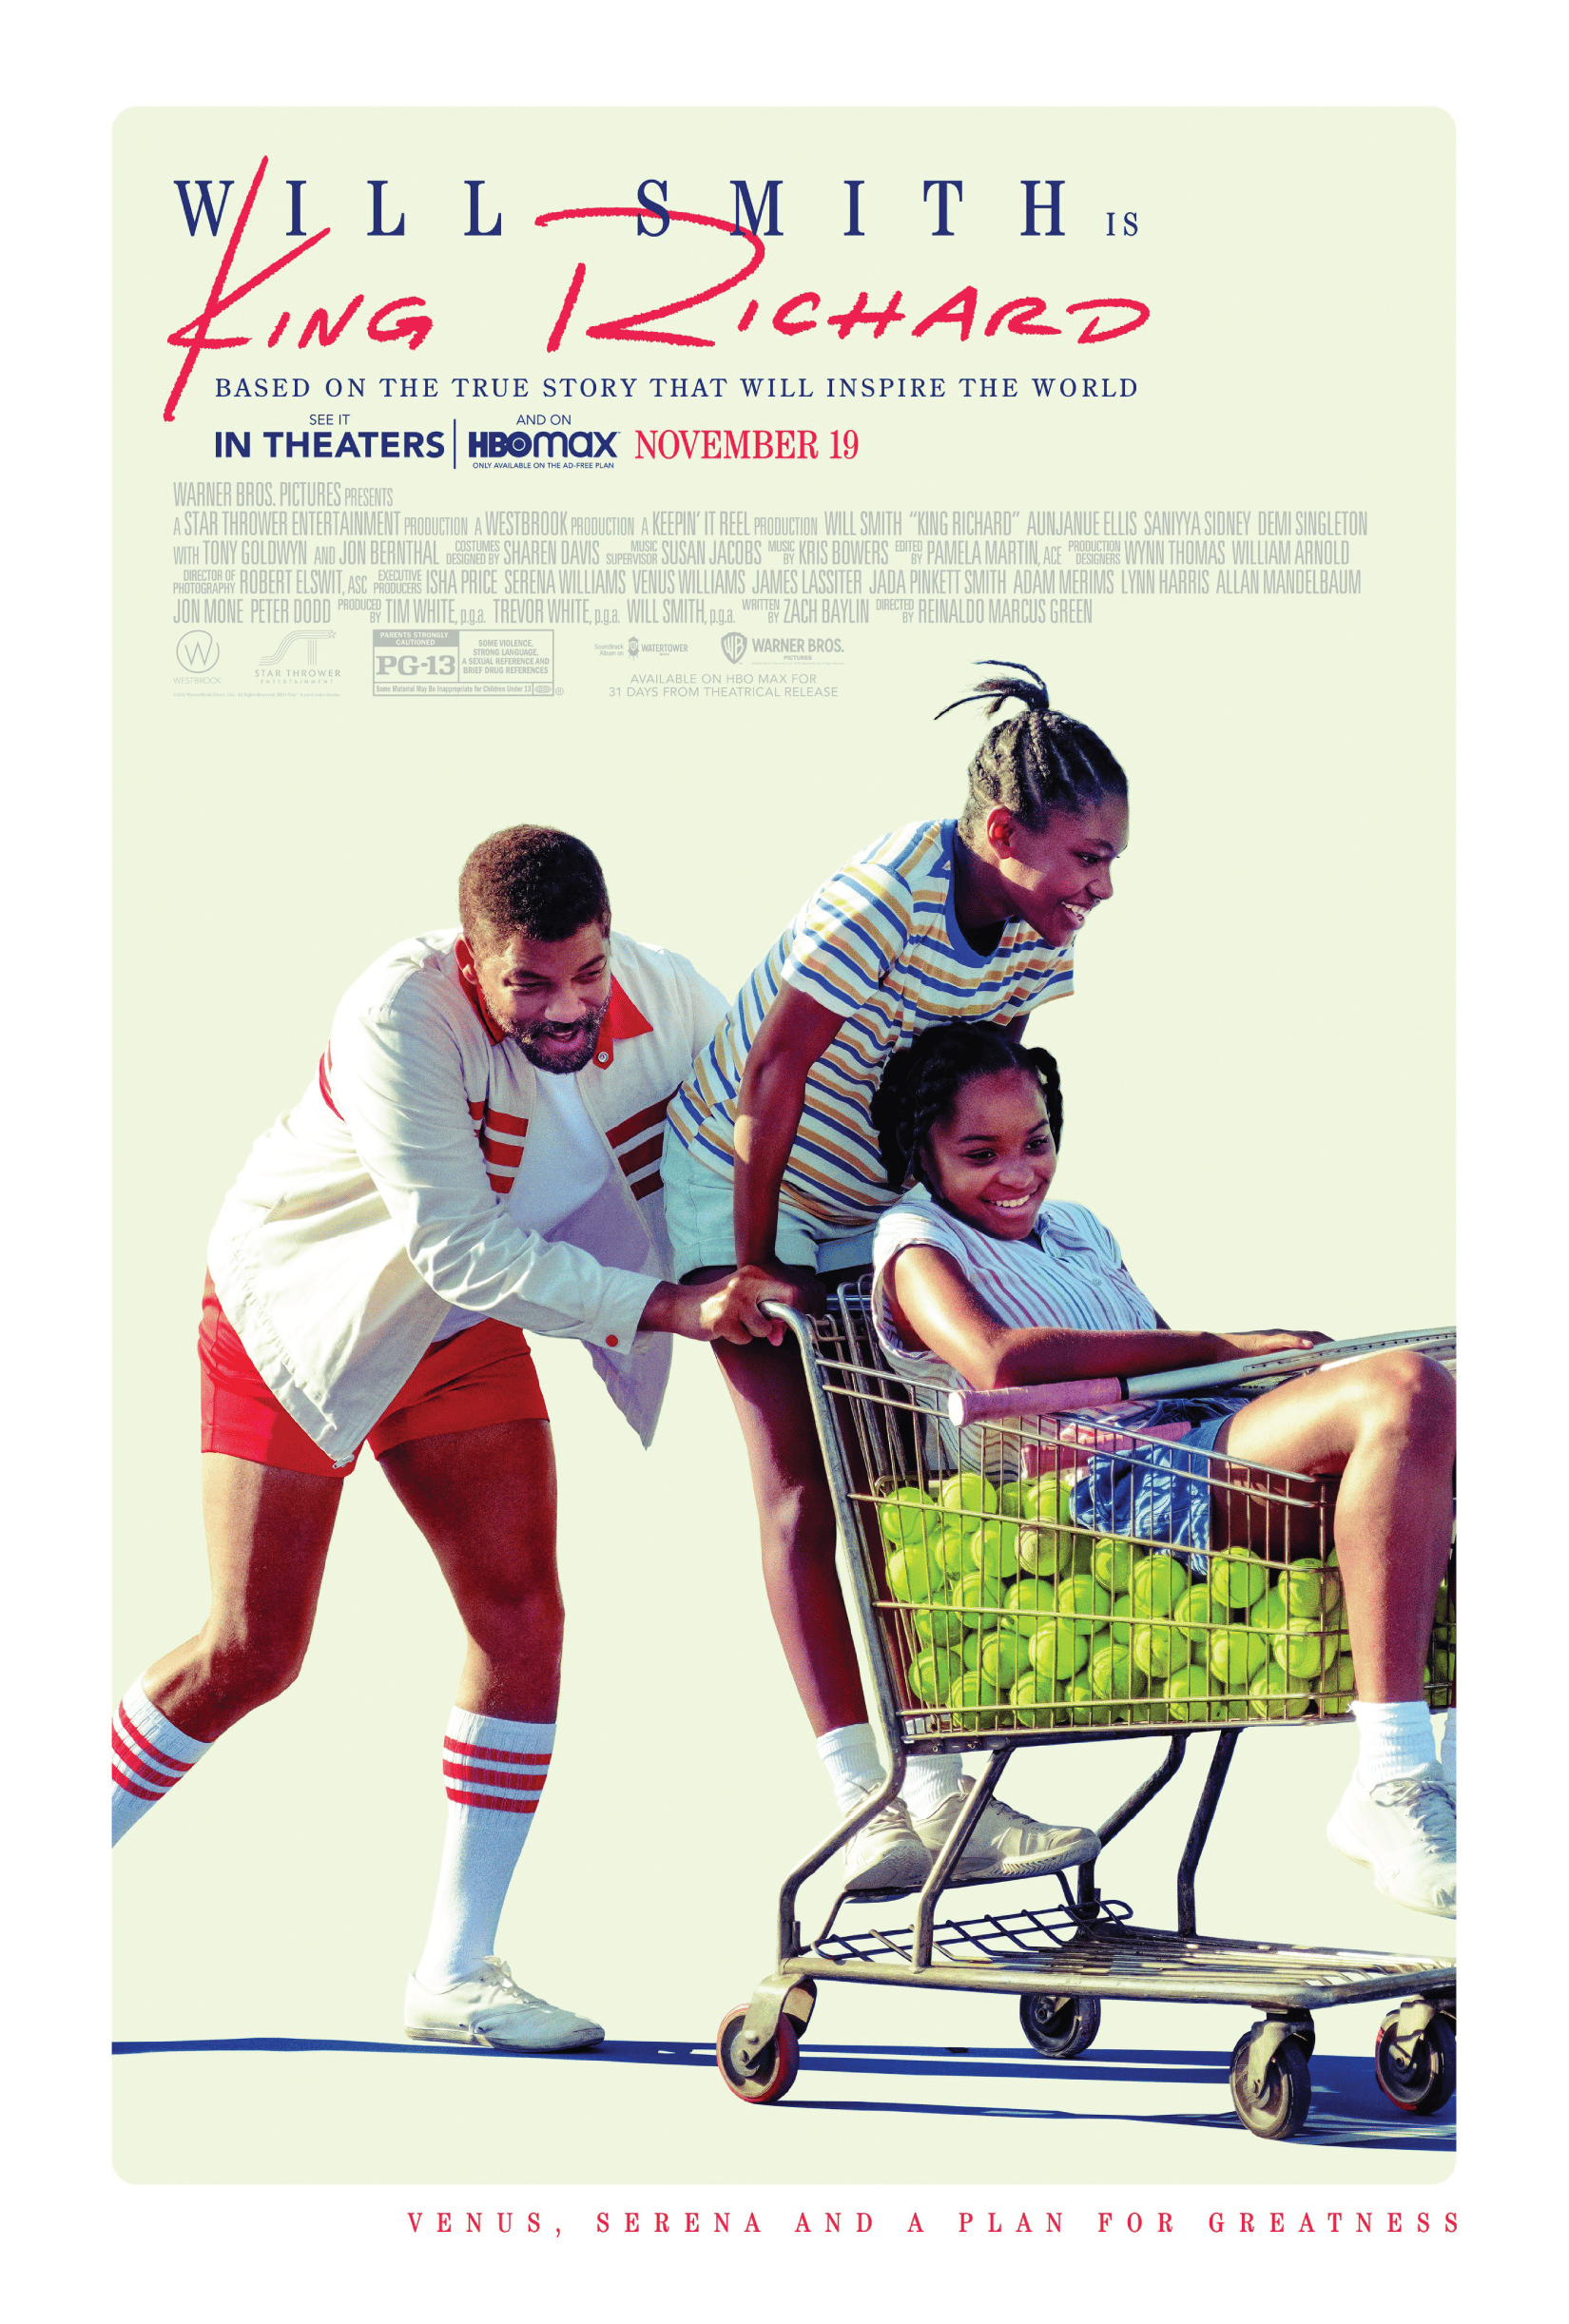 WILL SMITH IS
KING RICHARD
BASED ON THE TRUE STORY THAT WILL INSPIRE THE WORLD
SEE IT
IN THEATERS
AND ON
HBOmax
ONLY AVAILABLE ON THE AD-FREE PLAN
NOVEMBER 19
WARNER BROS. PICTURES PRESENTS
A STAR THROWER ENTERTAINMENT PRODUCTION A WESTBROOK PRODUCTION A KEEPIN' IT REEL PRODUCTION WILL SMITH "KING RICHARD" AUNJANUE ELLIS SANIYYA SIDNEY DEMI SINGLETON
WITH TONY GOLDWYN AND JON BERNTHAL COSTUMES DESIGNED BY SHAREN DAVIS MUSIC SUPERVISOR SUSAN JACOBS MUSIC BY KRIS BOWERS EDITED BY PAMELA MARTIN, ACE PRODUCTION DESIGNERS WYNN THOMAS WILLIAM ARNOLD
DIRECTOR OF PHOTOGRAPHY ROBERT ELSWIT, ASC EXECUTIVE PRODUCERS ISHA PRICE SERENA WILLIAMS VENUS WILLIAMS JAMES LASSITER JADA PINKETT SMITH ADAM MERIMS LYNN HARRIS ALLAN MANDELBAUM
JON MONE PETER DODD PRODUCED BY TIM WHITE, p.g.a. TREVOR WHITE, p.g.a. WILL SMITH, p.g.a. WRITTEN BY ZACH BAYLIN DIRECTED BY REINALDO MARCUS GREEN
W
WESTBROOK
ST
STAR THROWER
ENTERTAINMENT
PARENTS STRONGLY CAUTIONED
PG-13
SOME VIOLENCE,
STRONG LANGUAGE,
A SEXUAL REFERENCE AND
BRIEF DRUG REFERENCES
Some Material May Be Inappropriate for Children Under 13
Soundtrack
Album on
WATERTOWER
MUSIC
WB
WARNER BROS.
PICTURES
AVAILABLE ON HBO MAX FOR
31 DAYS FROM THEATRICAL RELEASE
VENUS, SERENA AND A PLAN FOR GREATNESS